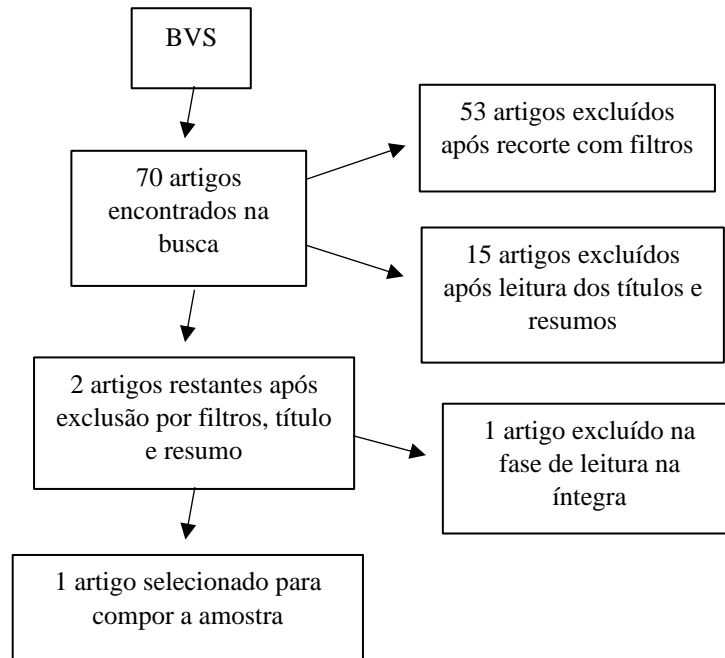 BVS
53 artigos excluídos
após recorte com filtros
70 artigos
encontrados na
busca
15 artigos excluídos
após leitura dos títulos e
resumos
2 artigos restantes após
exclusão por filtros, título
e resumo
1 artigo excluído na
fase de leitura na
íntegra
1 artigo selecionado para
compor a amostra